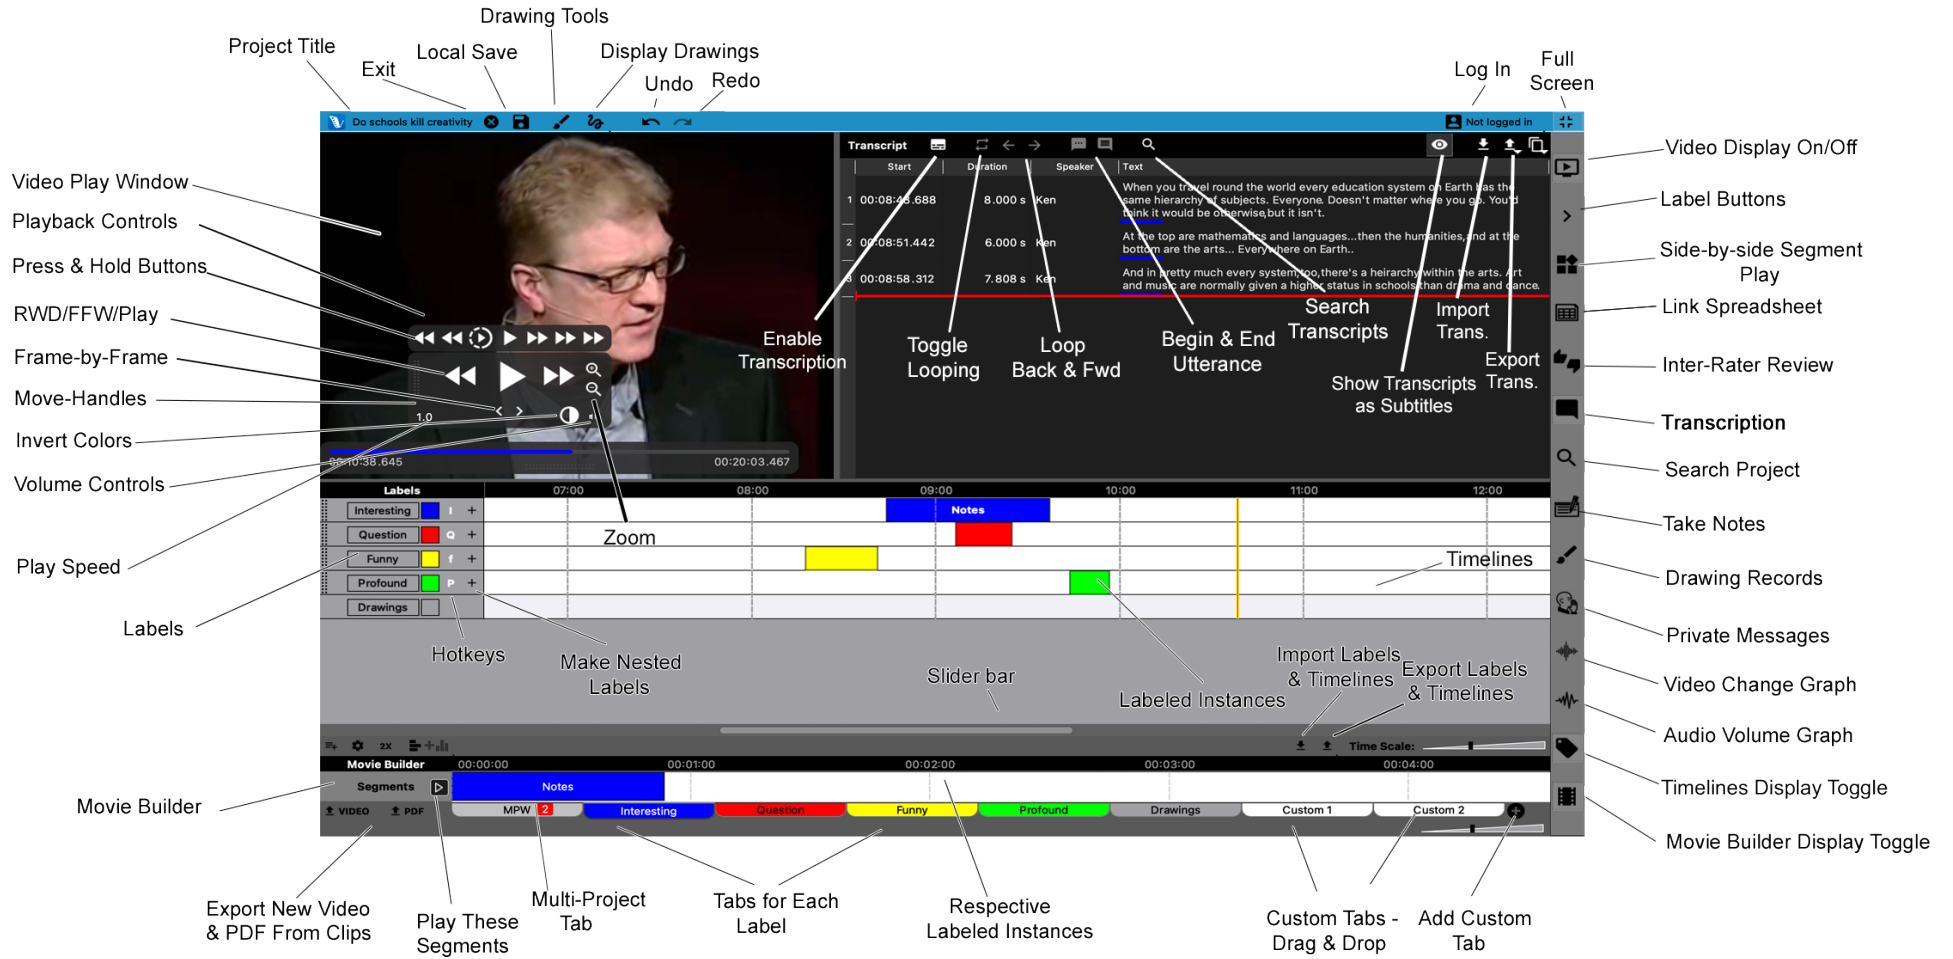 Drawing Tools
Project Title
Exit
Local Save
Display Drawings
Undo
Redo
Log In
Full
Screen
Do schools kill creativity
Not logged in
Video Play Window
Playback Controls
Press & Hold Buttons
RWD/FFW/Play
Frame-by-Frame
Move-Handles
Invert Colors
Volume Controls
Play Speed
Labels
1.0
00:10:38.645
00:20:03.467
Zoom
Transcript
Start
Duration
Speaker
Text
1 00:08:43.688 8.000 s Ken
When you travel round the world every education system on Earth has the
same hierarchy of subjects. Everyone. Doesn't matter where you go. You'd
think it would be otherwise,but it isn't.
2 00:08:51.442 6.000 s Ken
At the top are mathematics and languages...then the humanities,and at the
bottom are the arts... Everywhere on Earth..
3 00:08:58.312 7.808 s Ken
And in pretty much every system,too,there's a heirarchy within the arts. Art
and music are normally given a higher status in schools than drama and dance.
Enable
Transcription
Toggle
Looping
Loop
Back & Fwd
Begin & End
Utterance
Search
Transcripts
Show Transcripts
as Subtitles
Import
Trans.
Export
Trans.
Video Display On/Off
Label Buttons
Side-by-side Segment
Play
Link Spreadsheet
Inter-Rater Review
Transcription
Search Project
Take Notes
Drawing Records
Private Messages
Video Change Graph
Audio Volume Graph
Timelines Display Toggle
Movie Builder Display Toggle
Labels
07:00
08:00
09:00
10:00
11:00
12:00
Interesting I +
Notes
Question Q +
Funny f +
Profound P +
Drawings
Timelines
Hotkeys
Make Nested
Labels
Slider bar
Labeled Instances
Import Labels
& Timelines
Export Labels
& Timelines
2X
Time Scale:
Movie Builder
00:00:00
00:01:00
00:02:00
00:03:00
00:04:00
Segments
Notes
VIDEO
PDF
MPW 2
Interesting
Question
Funny
Profound
Drawings
Custom 1
Custom 2
Movie Builder
Export New Video
& PDF From Clips
Play These
Segments
Multi-Project
Tab
Tabs for Each
Label
Respective
Labeled Instances
Custom Tabs -
Drag & Drop
Add Custom
Tab